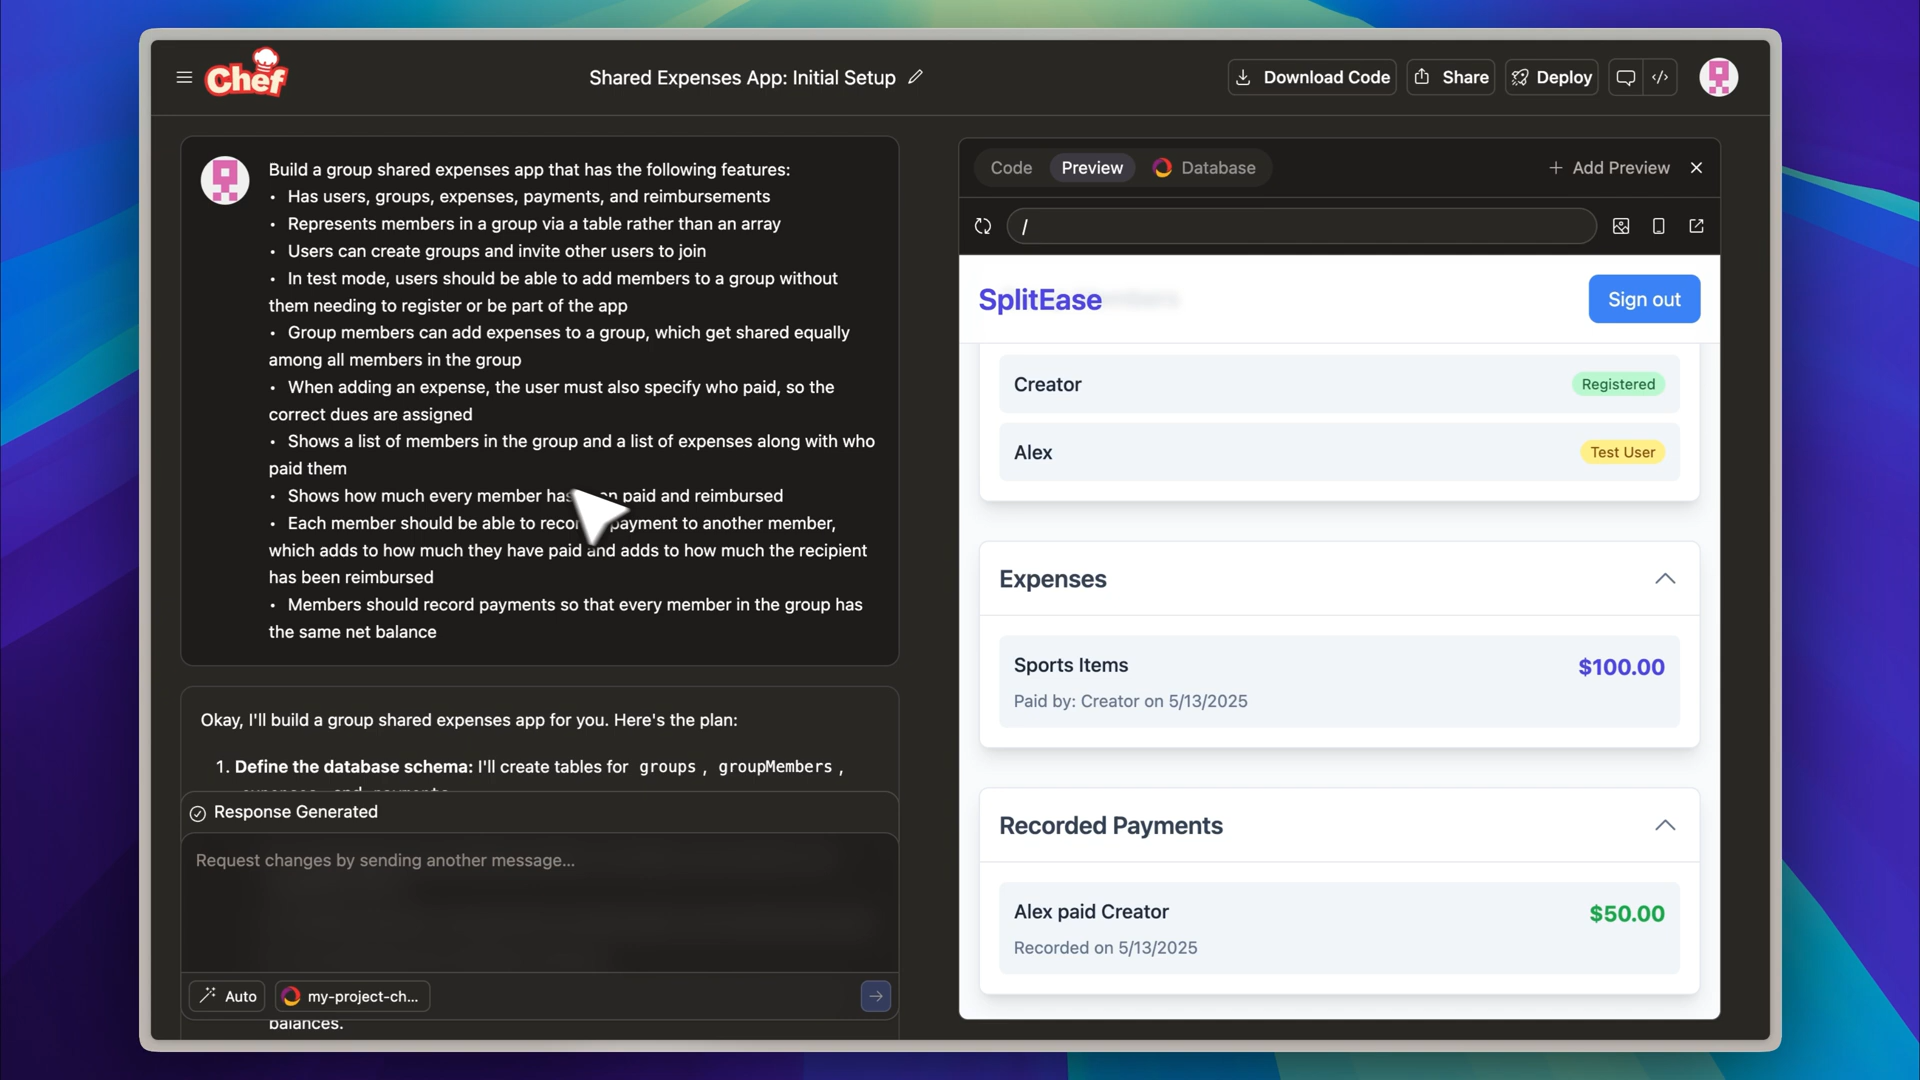 Chef
Shared Expenses App: Initial Setup
Download Code
Share
Deploy
Build a group shared expenses app that has the following features:
• Has users, groups, expenses, payments, and reimbursements
• Represents members in a group via a table rather than an array
• Users can create groups and invite other users to join
• In test mode, users should be able to add members to a group without
them needing to register or be part of the app
• Group members can add expenses to a group, which get shared equally
among all members in the group
• When adding an expense, the user must also specify who paid, so the
correct dues are assigned
• Shows a list of members in the group and a list of expenses along with who
paid them
• Shows how much every member has paid and reimbursed
• Each member should be able to payment to another member,
which adds to how much they have paid and adds to how much the recipient
has been reimbursed
• Members should record payments so that every member in the group has
the same net balance
Okay, I'll build a group shared expenses app for you. Here's the plan:
1. Define the database schema: I'll create tables for groups, groupMembers,
Response Generated
Request changes by sending another message...
Auto
my-project-ch...
balances.
Code
Preview
Database
+ Add Preview
/
SplitEase
Sign out
Creator
Registered
Alex
Test User
Expenses
Sports Items
$100.00
Paid by: Creator on 5/13/2025
Recorded Payments
Alex paid Creator
$50.00
Recorded on 5/13/2025